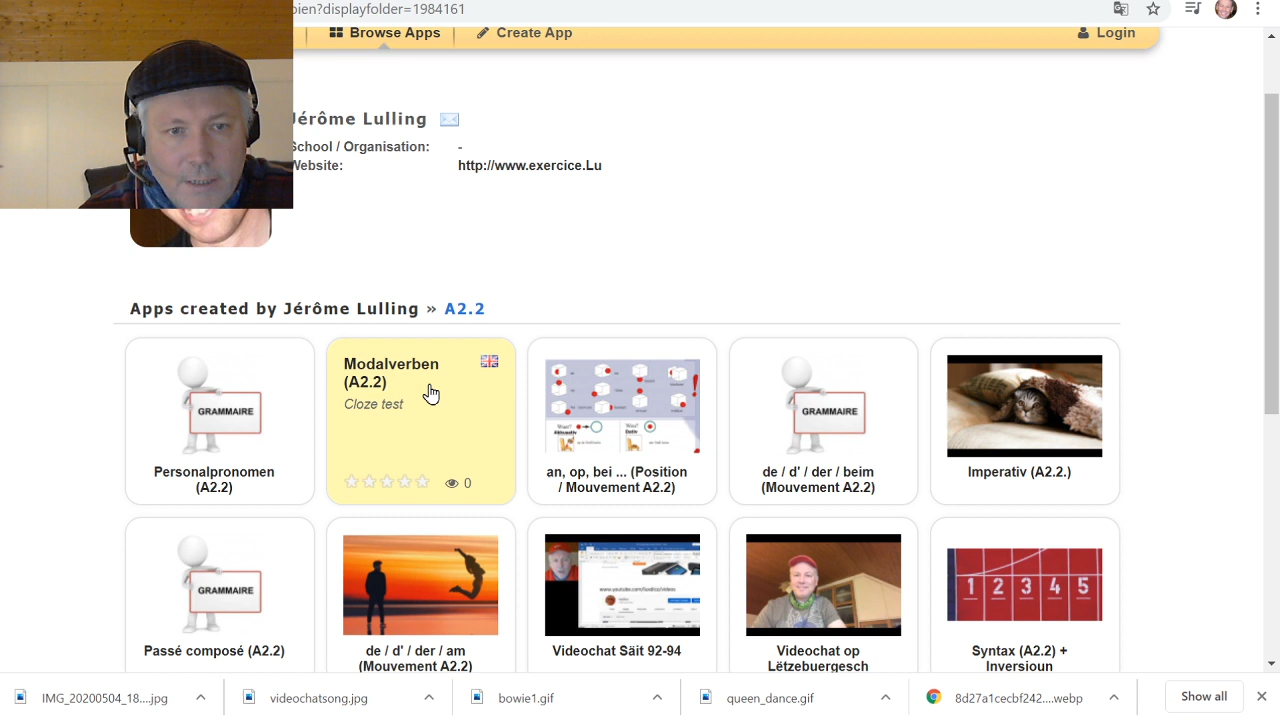 bien?displayfolder=1984161
Browse Apps
Create App
Login
Jérôme Lulling
School / Organisation: -
Website: http://www.exercice.Lu
Apps created by Jérôme Lulling » A2.2
GRAMMAIRE
Personalpronomen
(A2.2)
Modalverben
(A2.2)
Cloze test
0
an, op, bei ... (Position
/ Mouvement A2.2)
GRAMMAIRE
de / d' / der / beim
(Mouvement A2.2)
Imperativ (A2.2.)
GRAMMAIRE
Passé composé (A2.2)
de / d' / der / am
(Mouvement A2.2)
Videochat Säit 92-94
Videochat op
Lëtzebuergesch
1 2 3 4 5
Syntax (A2.2) +
Inversioun
IMG_20200504_18....jpg
videochatsong.jpg
bowie1.gif
queen_dance.gif
8d27a1cecbf242....webp
Show all